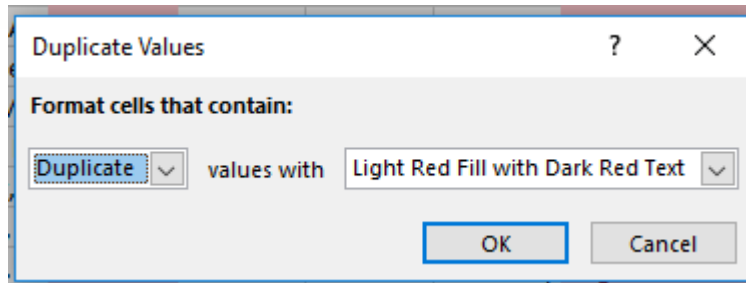 Duplicate Values ?
Format cells that contain:
Duplicate values with Light Red Fill with Dark Red Text
OK Cancel